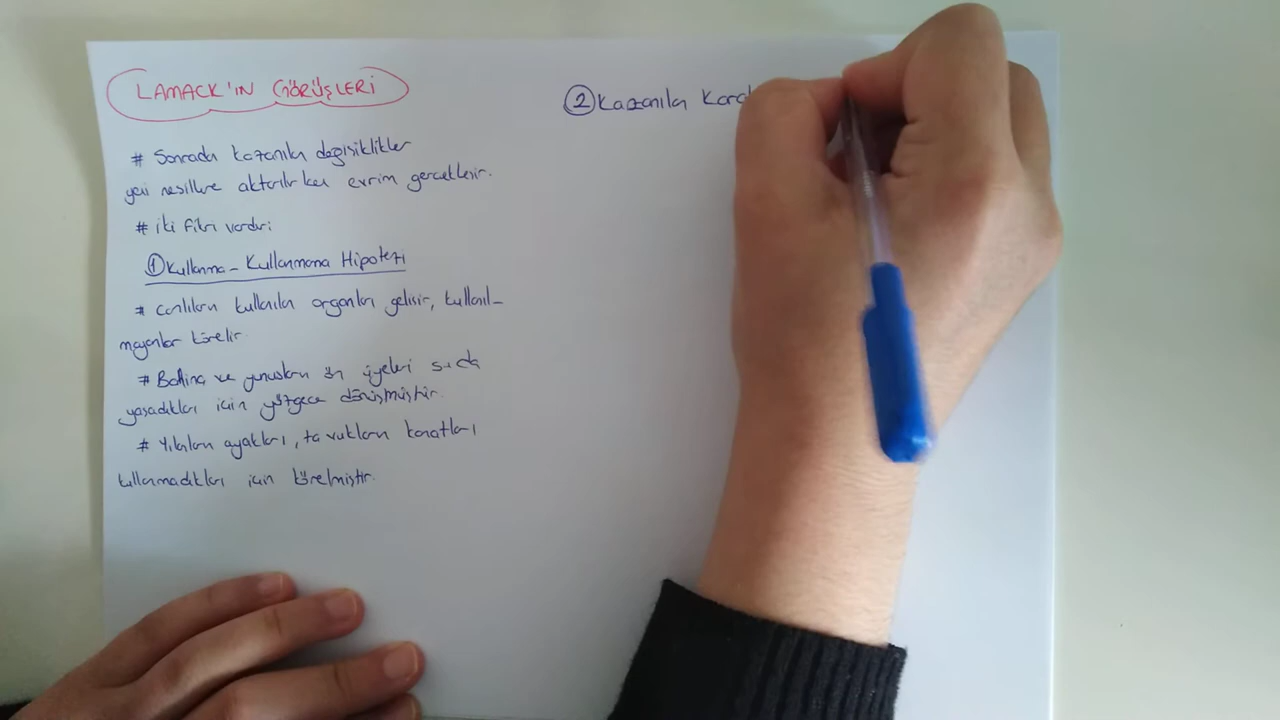 LAMACK'IN GÖRÜŞLERİ
# Sonradan kazanılan değişiklikler
yeni nesillere aktarılırken evrim gerçekleşir.
# İki fikri vardır:
① Kullanma - Kullanmama Hipotezi
# Canlıların kullanılan organları gelişir, kullanıl-
mayanlar körelir.
# Balina ve yunusların ön üyeleri suda
yaşadıkları için yüzgece dönüşmüştür.
# Yılanların ayakları, tavukların kanatları
kullanmadıkları için körelmiştir.
② Kazanılan